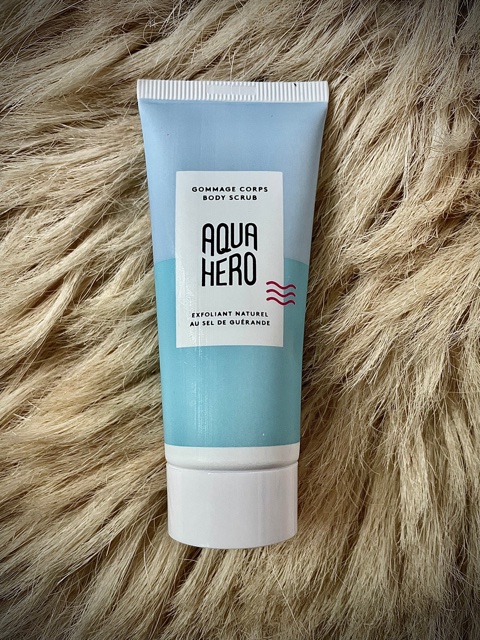 GOMMAGE CORPS
BODY SCRUB
AQUA
HERO
EXFOLIANT NATUREL
AU SEL DE GUÉRANDE